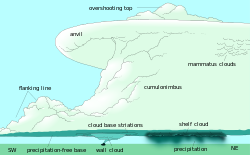 overshooting top
anvil
mammatus clouds
flanking line
cumulonimbus
cloud base striations
shelf cloud
SW
precipitation-free base
wall cloud
precipitation
NE